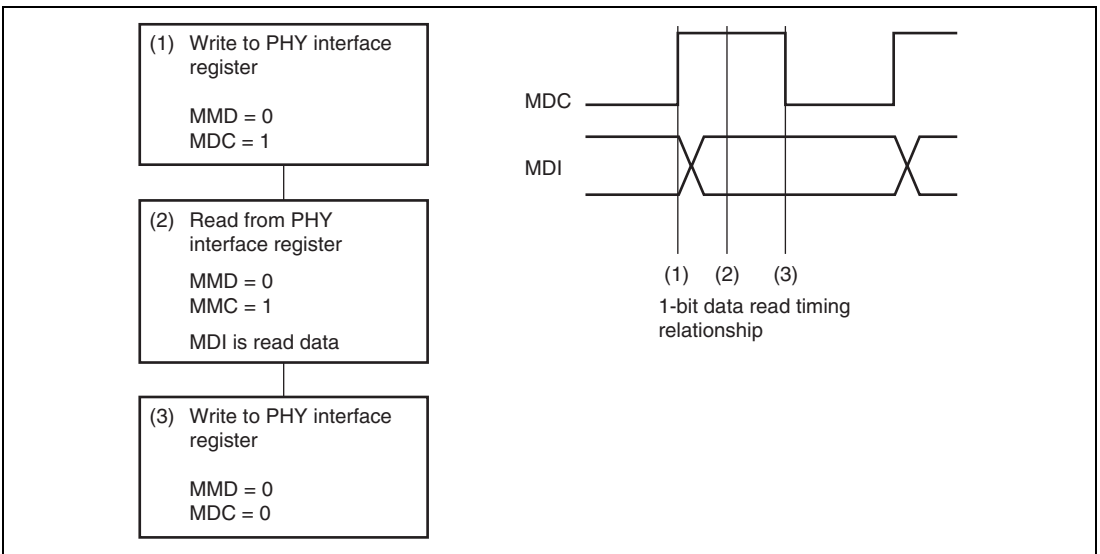 (1) Write to PHY interface
register
MMD = 0
MDC = 1
(2) Read from PHY
interface register
MMD = 0
MMC = 1
MDI is read data
(3) Write to PHY interface
register
MMD = 0
MDC = 0
MDC
MDI
(1) (2) (3)
1-bit data read timing
relationship